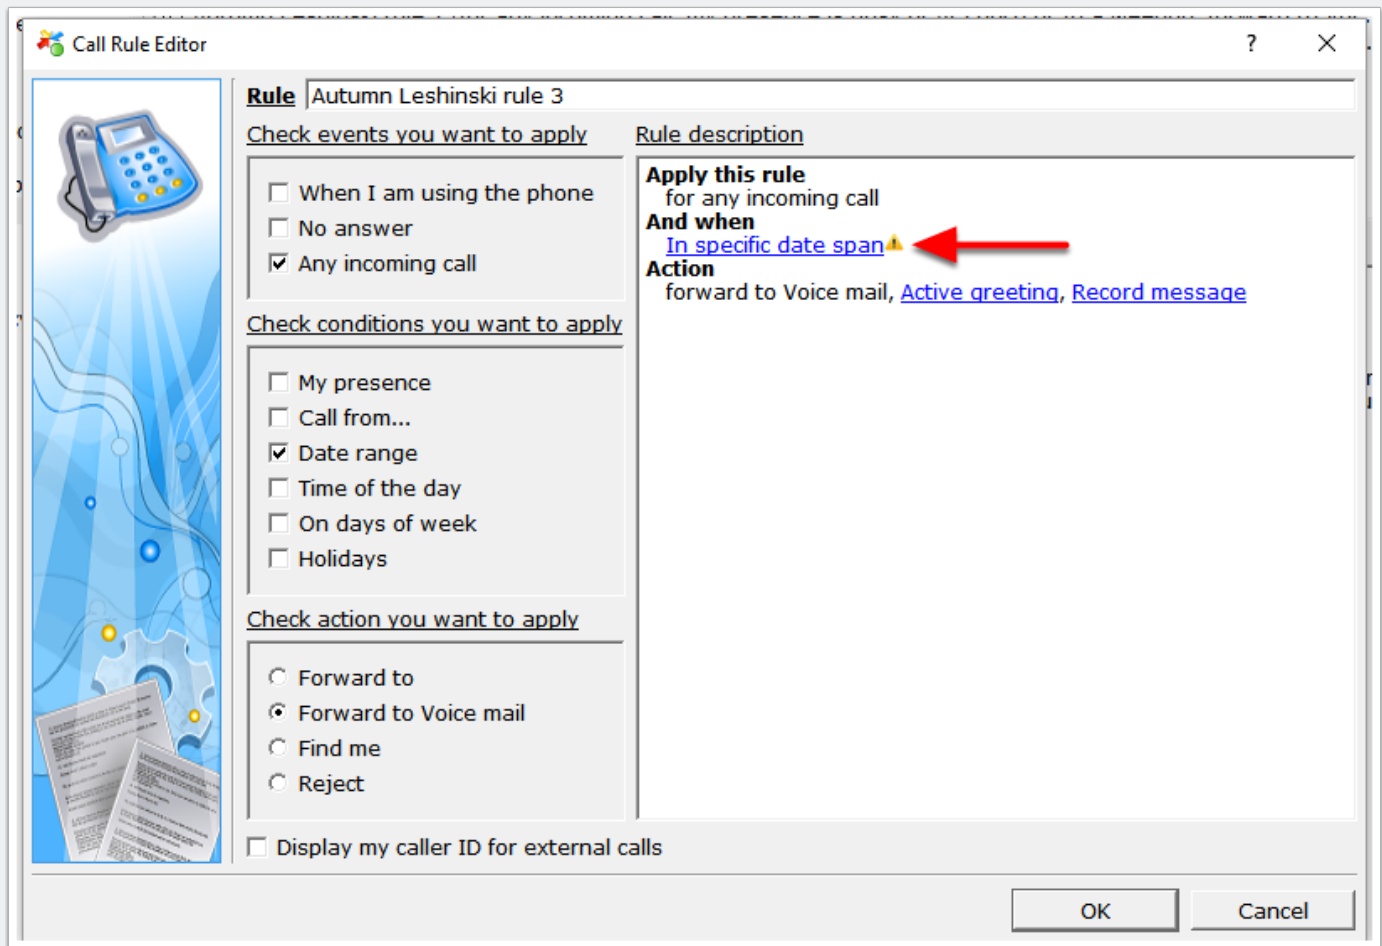 Call Rule Editor
?
Rule Autumn Leshinski rule 3
Check events you want to apply
When I am using the phone
No answer
Any incoming call
Check conditions you want to apply
My presence
Call from...
Date range
Time of the day
On days of week
Holidays
Check action you want to apply
Forward to
Forward to Voice mail
Find me
Reject
Display my caller ID for external calls
Rule description
Apply this rule
for any incoming call
And when
In specific date span
Action
forward to Voice mail, Active greeting, Record message
OK
Cancel